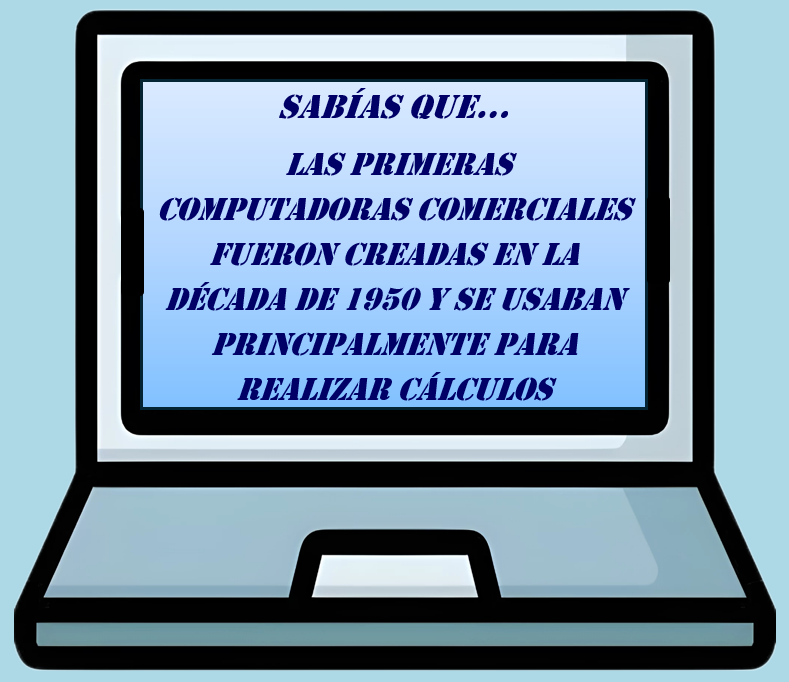 SABÍAS QUE...
LAS PRIMERAS
COMPUTADORAS COMERCIALES
FUERON CREADAS EN LA
DÉCADA DE 1950 Y SE USABAN
PRINCIPALMENTE PARA
REALIZAR CÁLCULOS